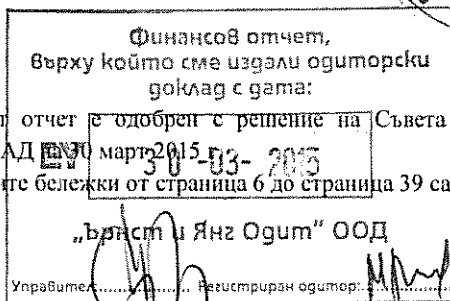 Финансов отчет,
върху който сме издали одиторски
доклад с дата:
отчет е одобрен с решение на Съвета
АД на 30 март 2015 г.
EY 30 -03- 2015
те бележки от страница 6 до страница 39 са
„Ърнст и Янг Одит“ ООД
Управител: Регистриран одитор: